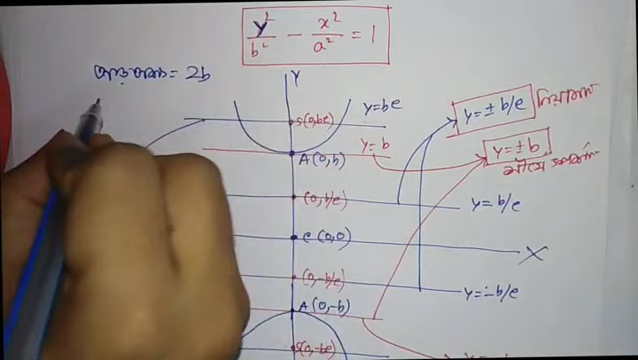 y²/b² - x²/a² = 1
আড় অক্ষ = 2b
Y
y = be
S(0,be)
y = ± b/e
নিয়ামক
y = b
A(0,b)
y = ± b
শীর্ষে স্পর্শক
(0,b/e)
y = b/e
C(0,0)
X
(0,-b/e)
y = - b/e
A(0,-b)
S(0,-be)